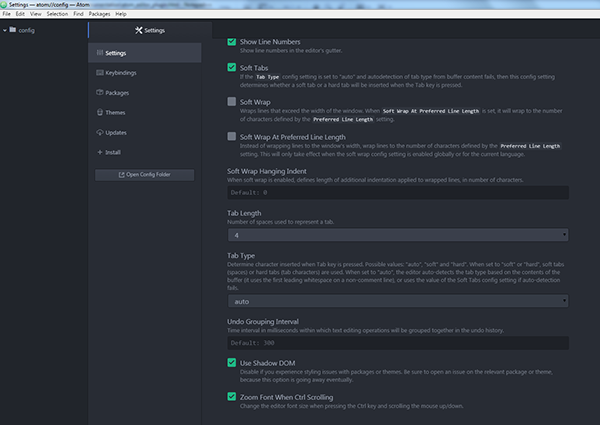 Settings — atom://config — Atom
File Edit View Selection Find Packages Help
config
Settings
Settings
Keybindings
Packages
Themes
Updates
Install
Open Config Folder
Show Line Numbers
Show line numbers in the editor's gutter.
Soft Tabs
If the Tab Type config setting is set to "auto" and autodetection of tab type from buffer content fails, then this config setting
determines whether a soft tab or a hard tab will be inserted when the Tab key is pressed.
Soft Wrap
Wraps lines that exceed the width of the window. When Soft Wrap At Preferred Line Length is set, it will wrap to the number
of characters defined by the Preferred Line Length setting.
Soft Wrap At Preferred Line Length
Instead of wrapping lines to the window's width, wrap lines to the number of characters defined by the Preferred Line Length
setting. This will only take effect when the soft wrap config setting is enabled globally or for the current language.
Soft Wrap Hanging Indent
When soft wrap is enabled, defines length of additional indentation applied to wrapped lines, in number of characters.
Default: 0
Tab Length
Number of spaces used to represent a tab.
4
Tab Type
Determine character inserted when Tab key is pressed. Possible values: "auto", "soft" and "hard". When set to "soft" or "hard", soft tabs
(spaces) or hard tabs (tab characters) are used. When set to "auto", the editor auto-detects the tab type based on the contents of the
buffer (it uses the first leading whitespace on a non-comment line), or uses the value of the Soft Tabs config setting if auto-detection
fails.
auto
Undo Grouping Interval
Time interval in milliseconds within which text editing operations will be grouped together in the undo history.
Default: 300
Use Shadow DOM
Disable if you experience styling issues with packages or themes. Be sure to open an issue on the relevant package or theme,
because this option is going away eventually.
Zoom Font When Ctrl Scrolling
Change the editor font size when pressing the Ctrl key and scrolling the mouse up/down.